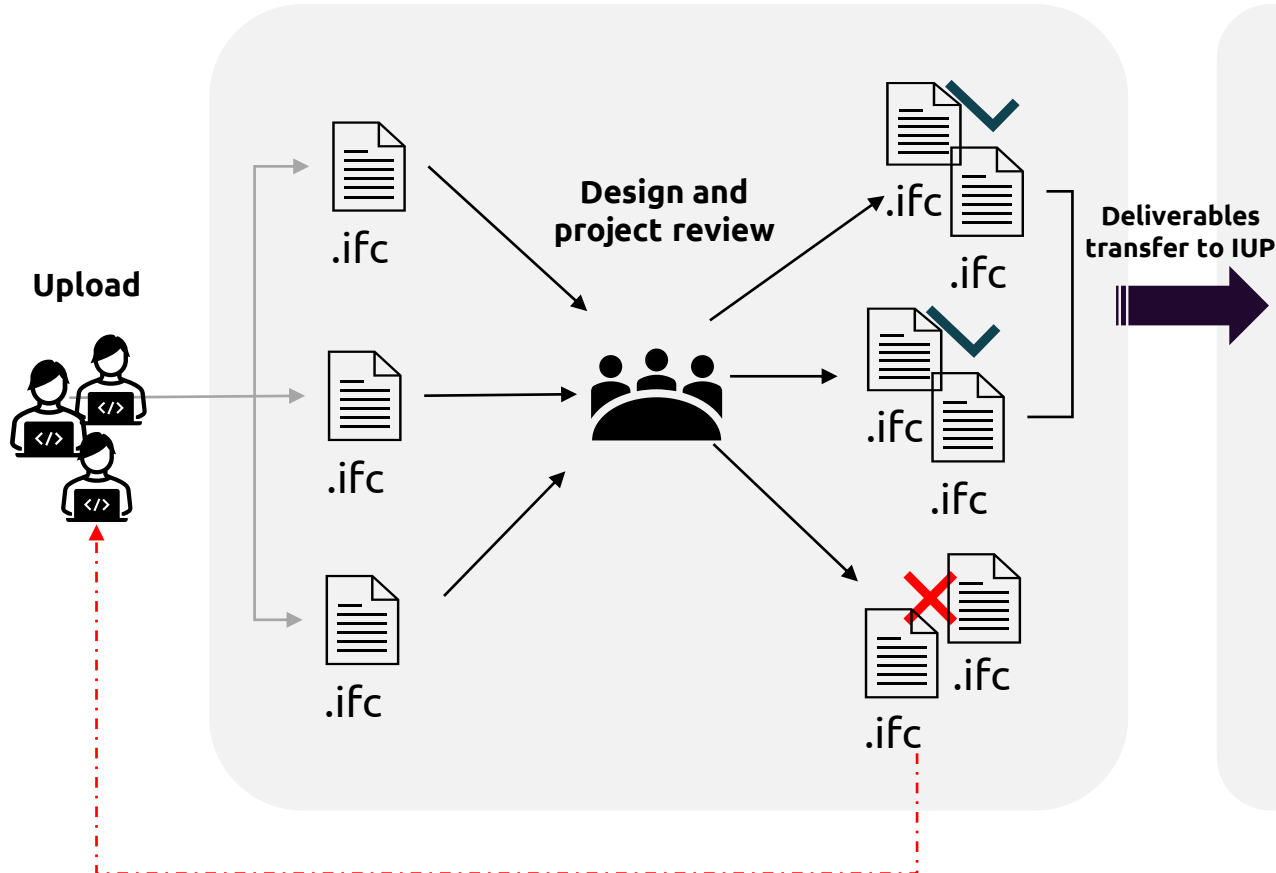 Upload
</>
</>
</>
.ifc
.ifc
.ifc
Design and
project review
.ifc
.ifc
.ifc
.ifc
.ifc
.ifc
Deliverables
transfer to IUP